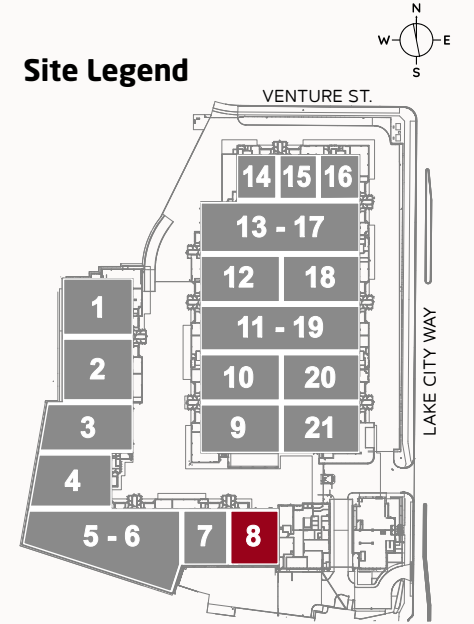 N
W E
S
Site Legend
VENTURE ST.
14 15 16
13 - 17
12 18
1
11 - 19
LAKE CITY WAY
2
10 20
3
9 21
4
5 - 6 7 8